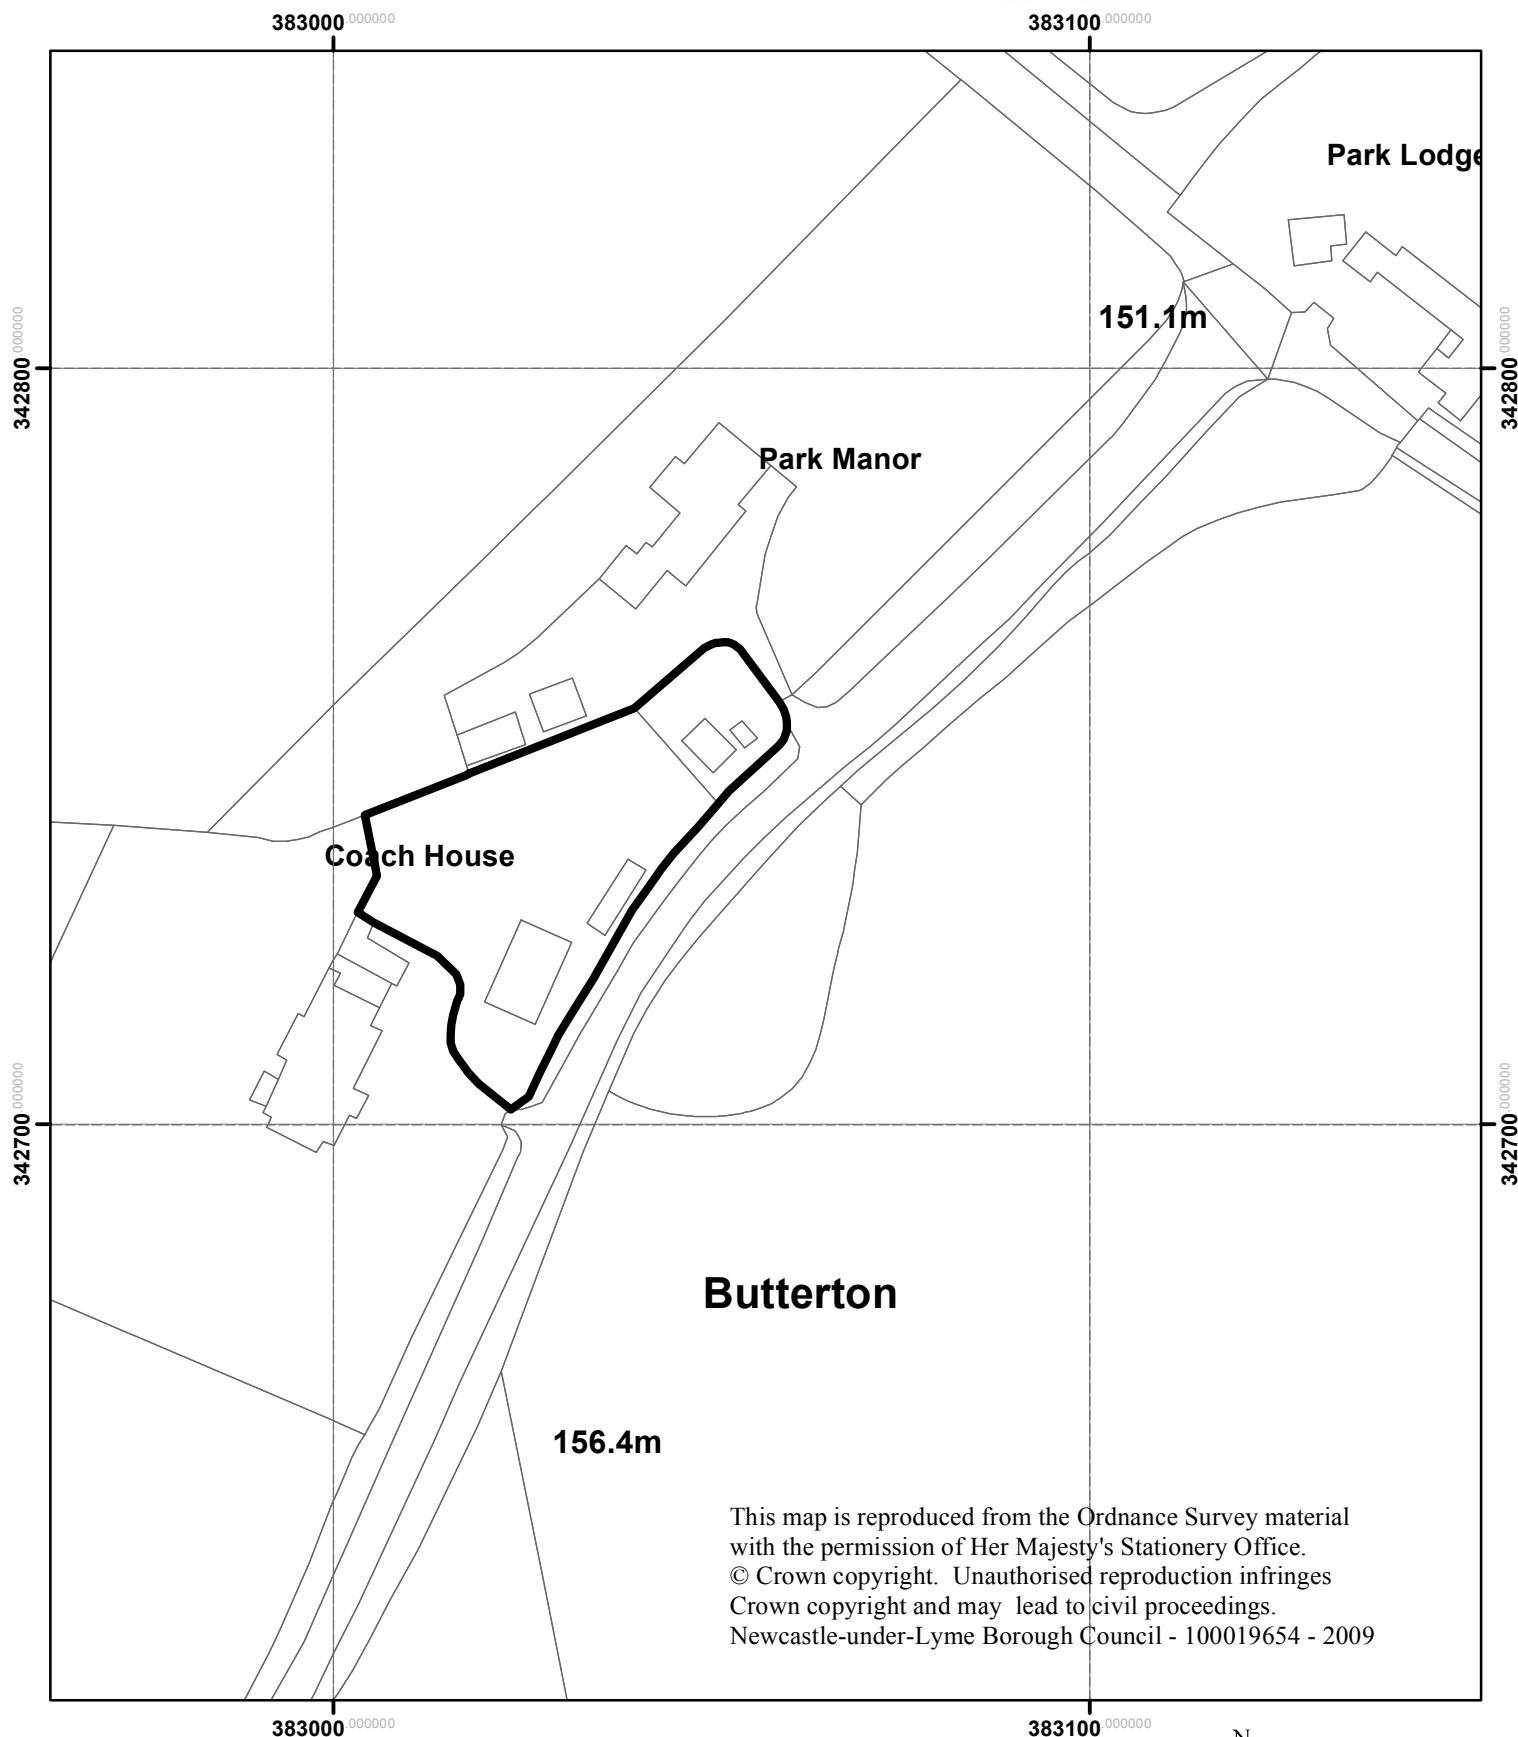 383000.000000 383100.000000
Park Lodge
151.1m
342800.000000 342800.000000
Park Manor
Coach House
342700.000000 342700.000000
Butterton
156.4m
This map is reproduced from the Ordnance Survey material
with the permission of Her Majesty's Stationery Office.
© Crown copyright. Unauthorised reproduction infringes
Crown copyright and may lead to civil proceedings.
Newcastle-under-Lyme Borough Council - 100019654 - 2009
383000.000000 383100.000000
N